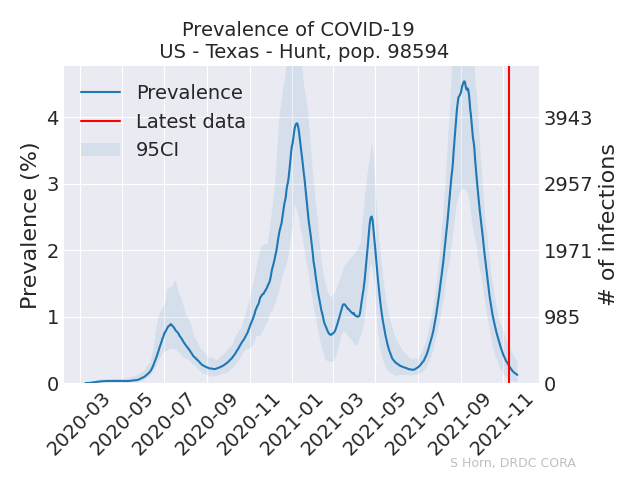 Prevalence of COVID-19
US - Texas - Hunt, pop. 98594
Prevalence
Latest data
95CI
Prevalence (%)
4
3
2
1
0
3943
2957
1971
985
0
# of infections
2020-03
2020-05
2020-07
2020-09
2020-11
2021-01
2021-03
2021-05
2021-07
2021-09
2021-11
S Horn, DRDC CORA